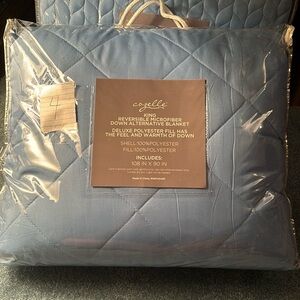 4
cozelle
KING
REVERSIBLE MICROFIBER
DOWN ALTERNATIVE BLANKET
DELUXE POLYESTER FILL HAS
THE FEEL AND WARMTH OF DOWN
SHELL:100%POLYESTER
FILL:100%POLYESTER
INCLUDES:
108 IN X 90 IN